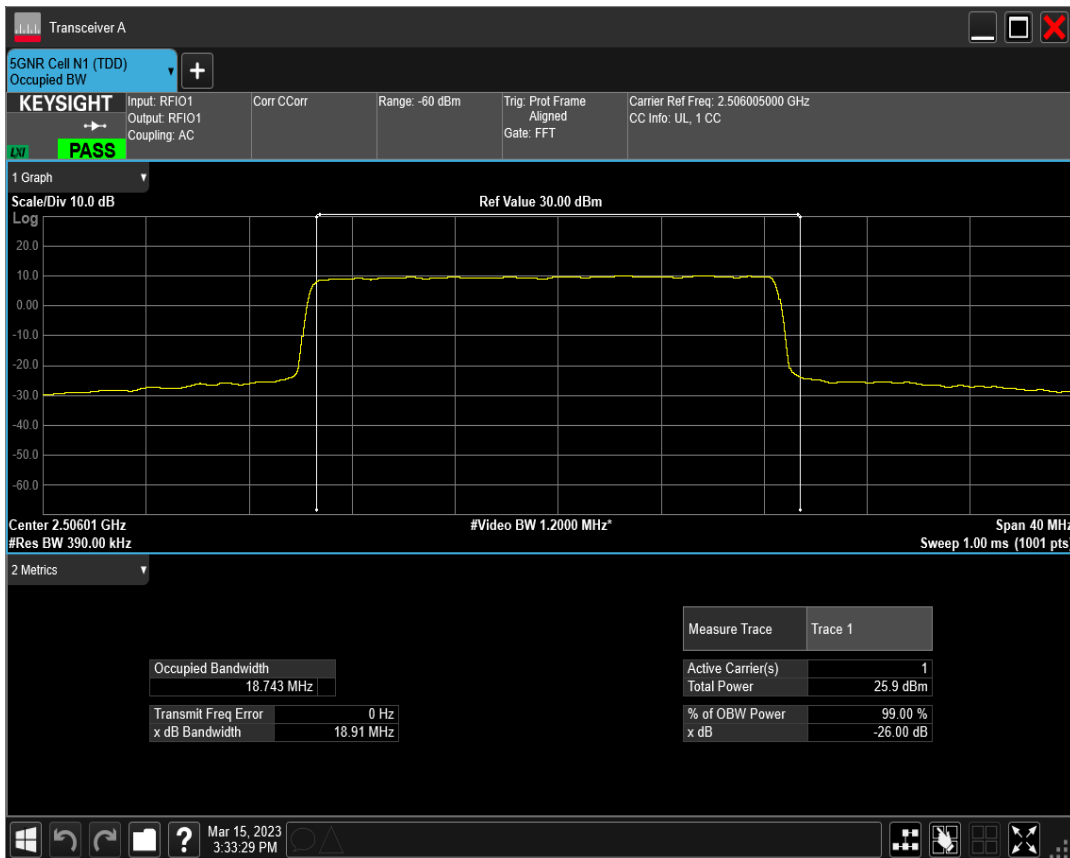 Transceiver A
5GNR Cell N1 (TDD)
Occupied BW
+
KEYSIGHT
LXI
PASS
Input: RFIO1
Output: RFIO1
Coupling: AC
Corr CCorr
Range: -60 dBm
Trig: Prot Frame
Aligned
Gate: FFT
Carrier Ref Freq: 2.506005000 GHz
CC Info: UL, 1 CC
1 Graph
Scale/Div 10.0 dB
Ref Value 30.00 dBm
Log
20.0
10.0
0.00
-10.0
-20.0
-30.0
-40.0
-50.0
-60.0
Center 2.50601 GHz
#Video BW 1.2000 MHz*
Span 40 MHz
#Res BW 390.00 kHz
Sweep 1.00 ms (1001 pts)
2 Metrics
Measure Trace Trace 1
Occupied Bandwidth
18.743 MHz
Active Carrier(s) 1
Total Power 25.9 dBm
Transmit Freq Error 0 Hz
x dB Bandwidth 18.91 MHz
% of OBW Power 99.00 %
x dB -26.00 dB
?
Mar 15, 2023
3:33:29 PM